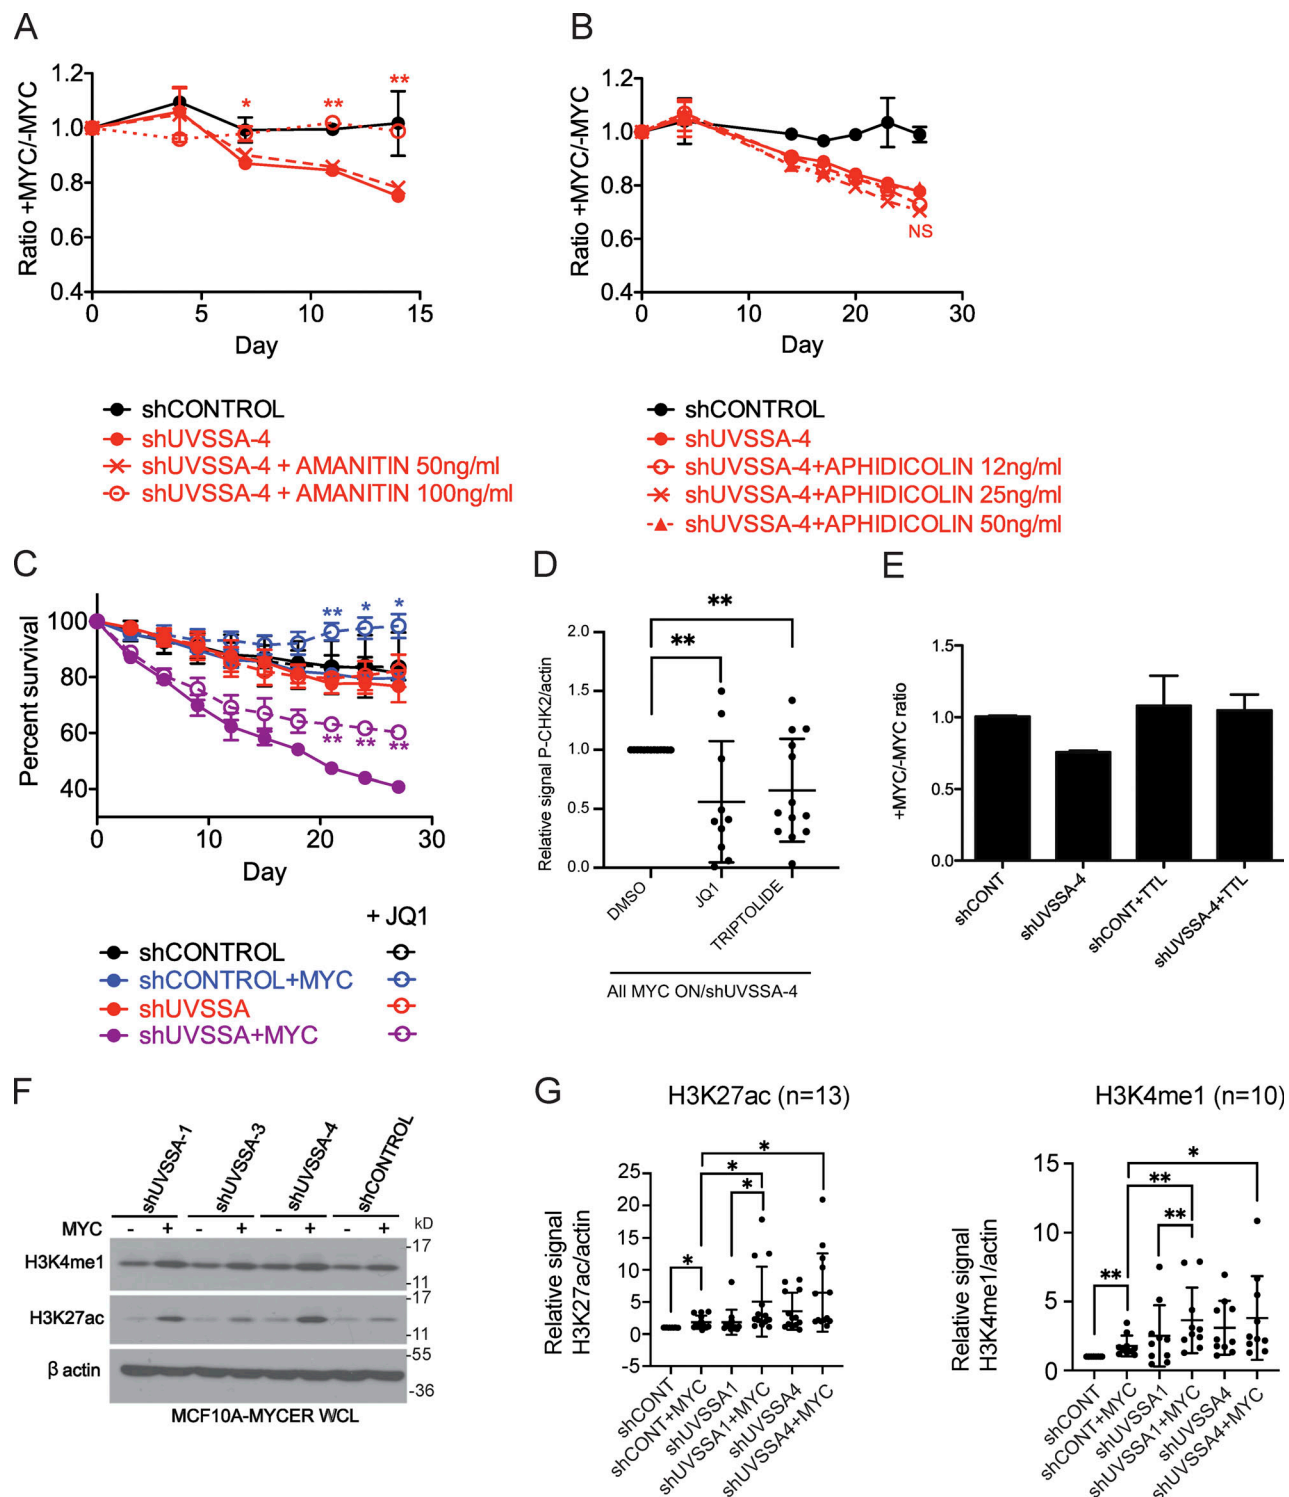 A
Ratio +MYC/-MYC
1.2
1.0
0.8
0.6
0.4
*
**
**
0
5
10
15
Day
shCONTROL
shUVSSA-4
shUVSSA-4 + AMANITIN 50ng/ml
shUVSSA-4 + AMANITIN 100ng/ml
B
Ratio +MYC/-MYC
1.2
1.0
0.8
0.6
0.4
NS
0
10
20
30
Day
shCONTROL
shUVSSA-4
shUVSSA-4+APHIDICOLIN 12ng/ml
shUVSSA-4+APHIDICOLIN 25ng/ml
shUVSSA-4+APHIDICOLIN 50ng/ml
C
Percent survival
100
80
60
40
** * *
** ** **
0
10
20
30
Day
+ JQ1
shCONTROL
shCONTROL+MYC
shUVSSA
shUVSSA+MYC
D
Relative signal P-CHK2/actin
2.0
1.5
1.0
0.5
0.0
**
**
DMSO
JQ1
TRIPTOLIDE
All MYC ON/shUVSSA-4
E
+MYC/-MYC ratio
1.5
1.0
0.5
0.0
shCONT
shUVSSA-4
shCONT+TTL
shUVSSA-4+TTL
F
shUVSSA-1
shUVSSA-3
shUVSSA-4
shCONTROL
MYC - + - + - + - + kD
H3K4me1
-17
-11
H3K27ac
-17
-11
β actin
-55
-36
MCF10A-MYCER WCL
G
H3K27ac (n=13)
Relative signal
H3K27ac/actin
25
20
15
10
5
0
-5
*
*
*
*
shCONT
shCONT+MYC
shUVSSA1
shUVSSA1+MYC
shUVSSA4
shUVSSA4+MYC
H3K4me1 (n=10)
Relative signal
H3K4me1/actin
15
10
5
0
*
**
**
**
shCONT
shCONT+MYC
shUVSSA1
shUVSSA1+MYC
shUVSSA4
shUVSSA4+MYC